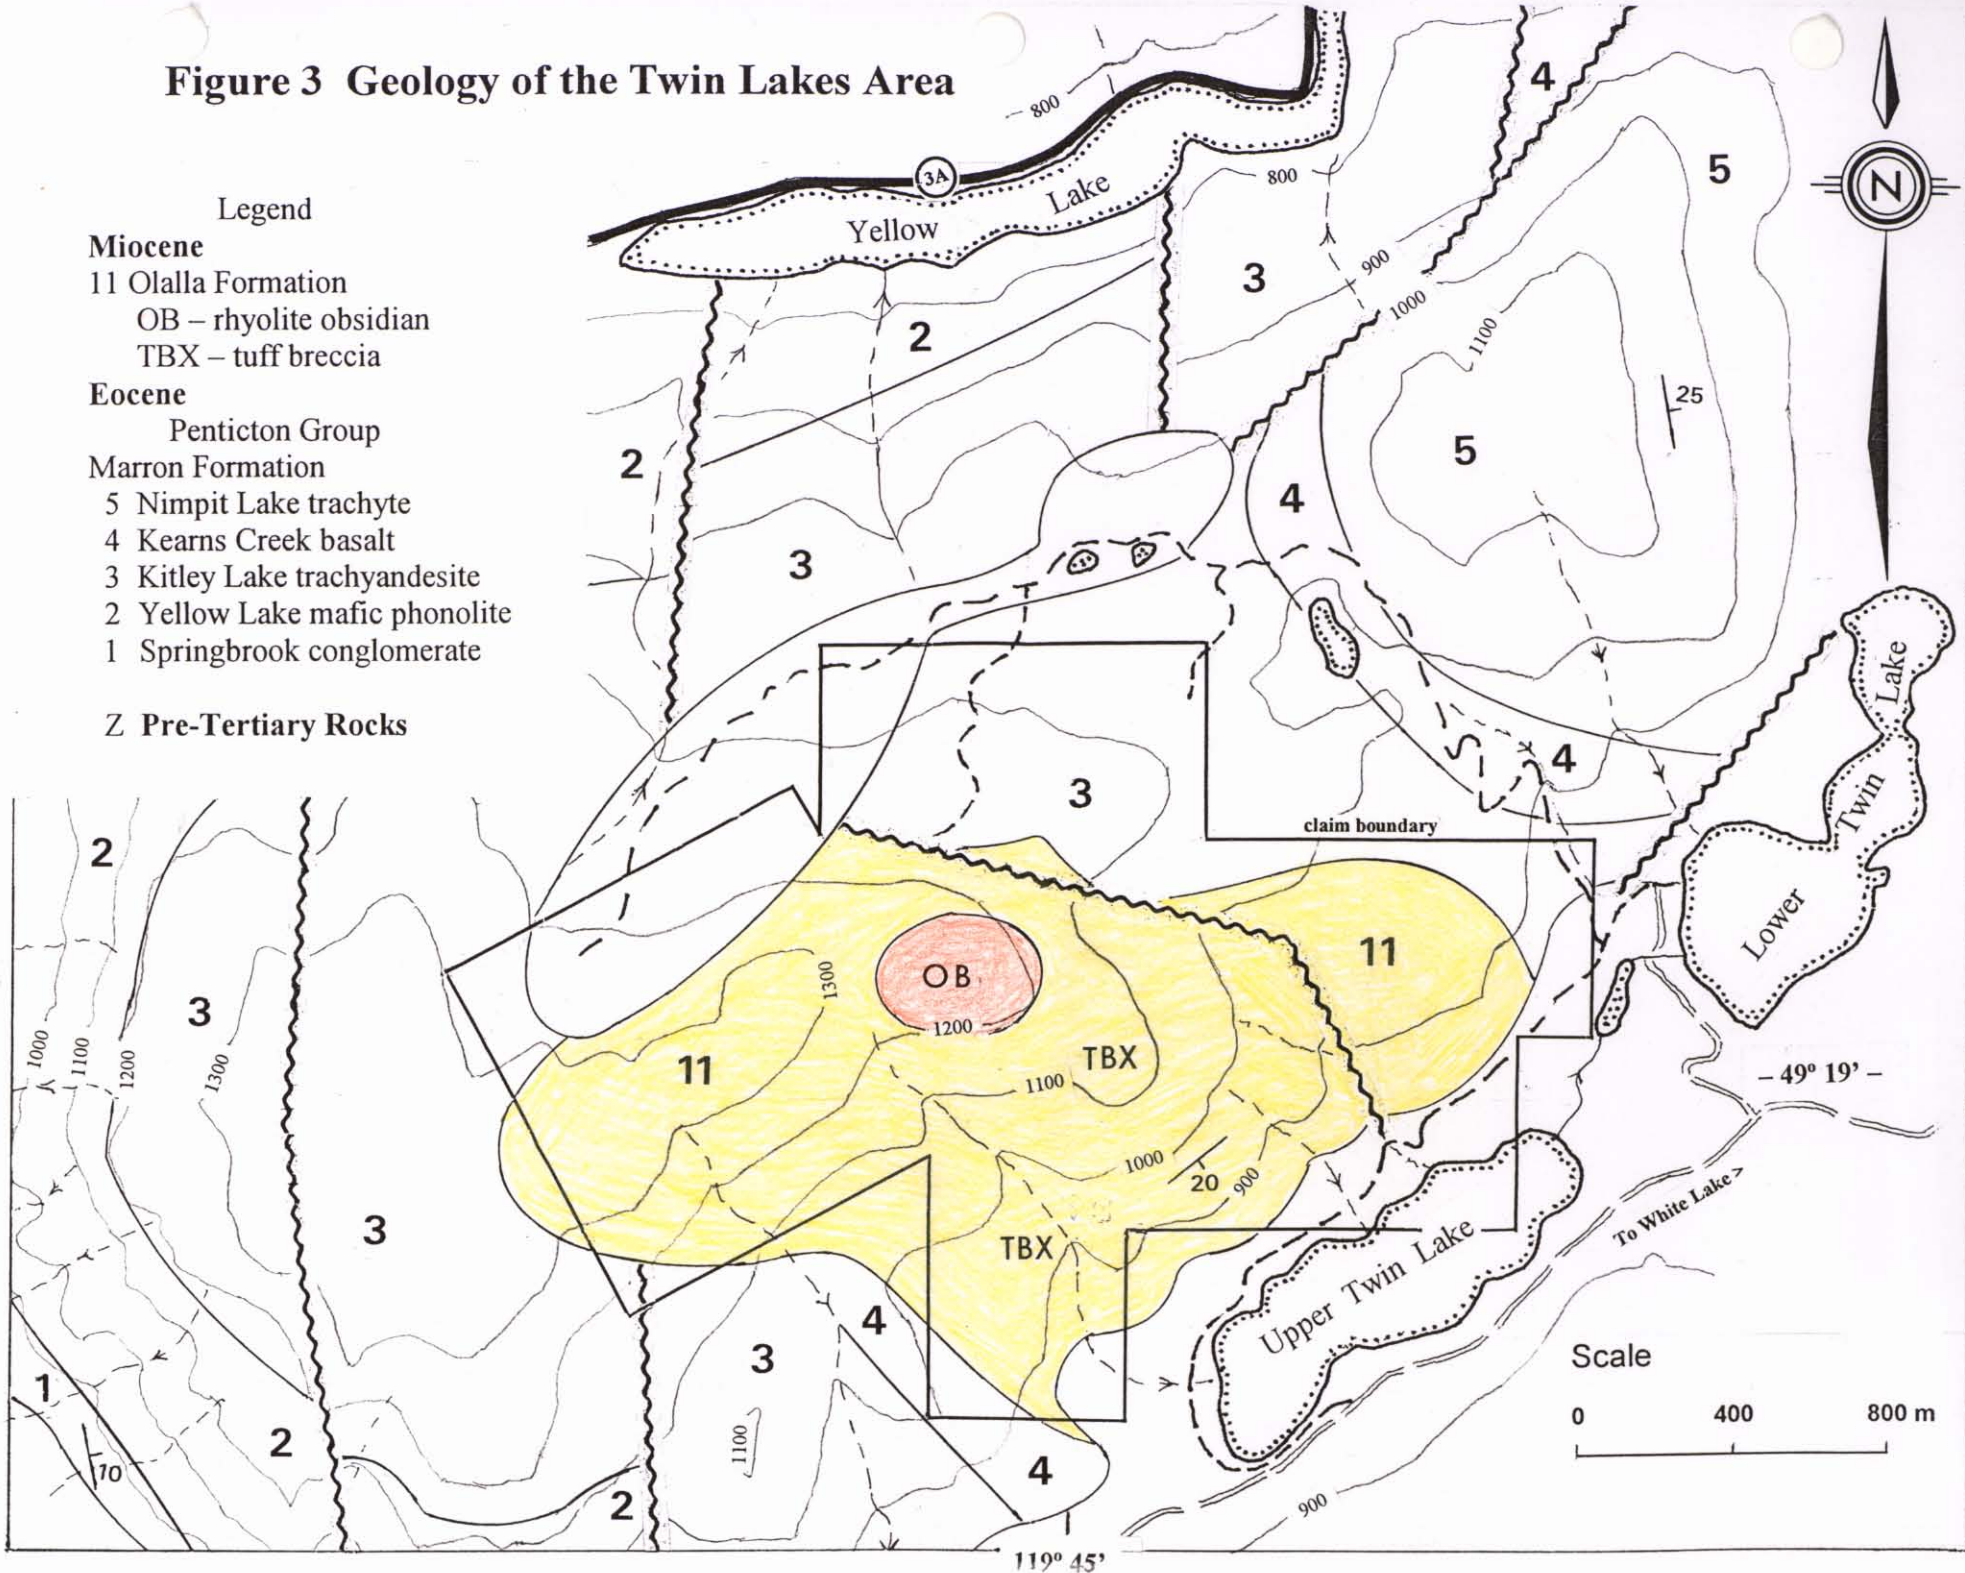 Figure 3 Geology of the Twin Lakes Area
Legend
Miocene
11 Olalla Formation
OB – rhyolite obsidian
TBX – tuff breccia
Eocene
Penticton Group
Marron Formation
5 Nimpit Lake trachyte
4 Kearns Creek basalt
3 Kitley Lake trachyandesite
2 Yellow Lake mafic phonolite
1 Springbrook conglomerate
Z Pre-Tertiary Rocks
800
4
5
3A
Yellow Lake
800
N
3
900
1000
2
1100
25
2
5
4
3
Lake
4
3
claim boundary
Twin
2
Lower
11
OB
1300
3
1200
1000
1100
1200
1300
11
TBX
1100
– 49° 19’ –
1000
20
900
3
TBX
To White Lake >
Upper Twin Lake
4
3
Scale
1
0 400 800 m
2
10
1100
4
2
900
119° 45’